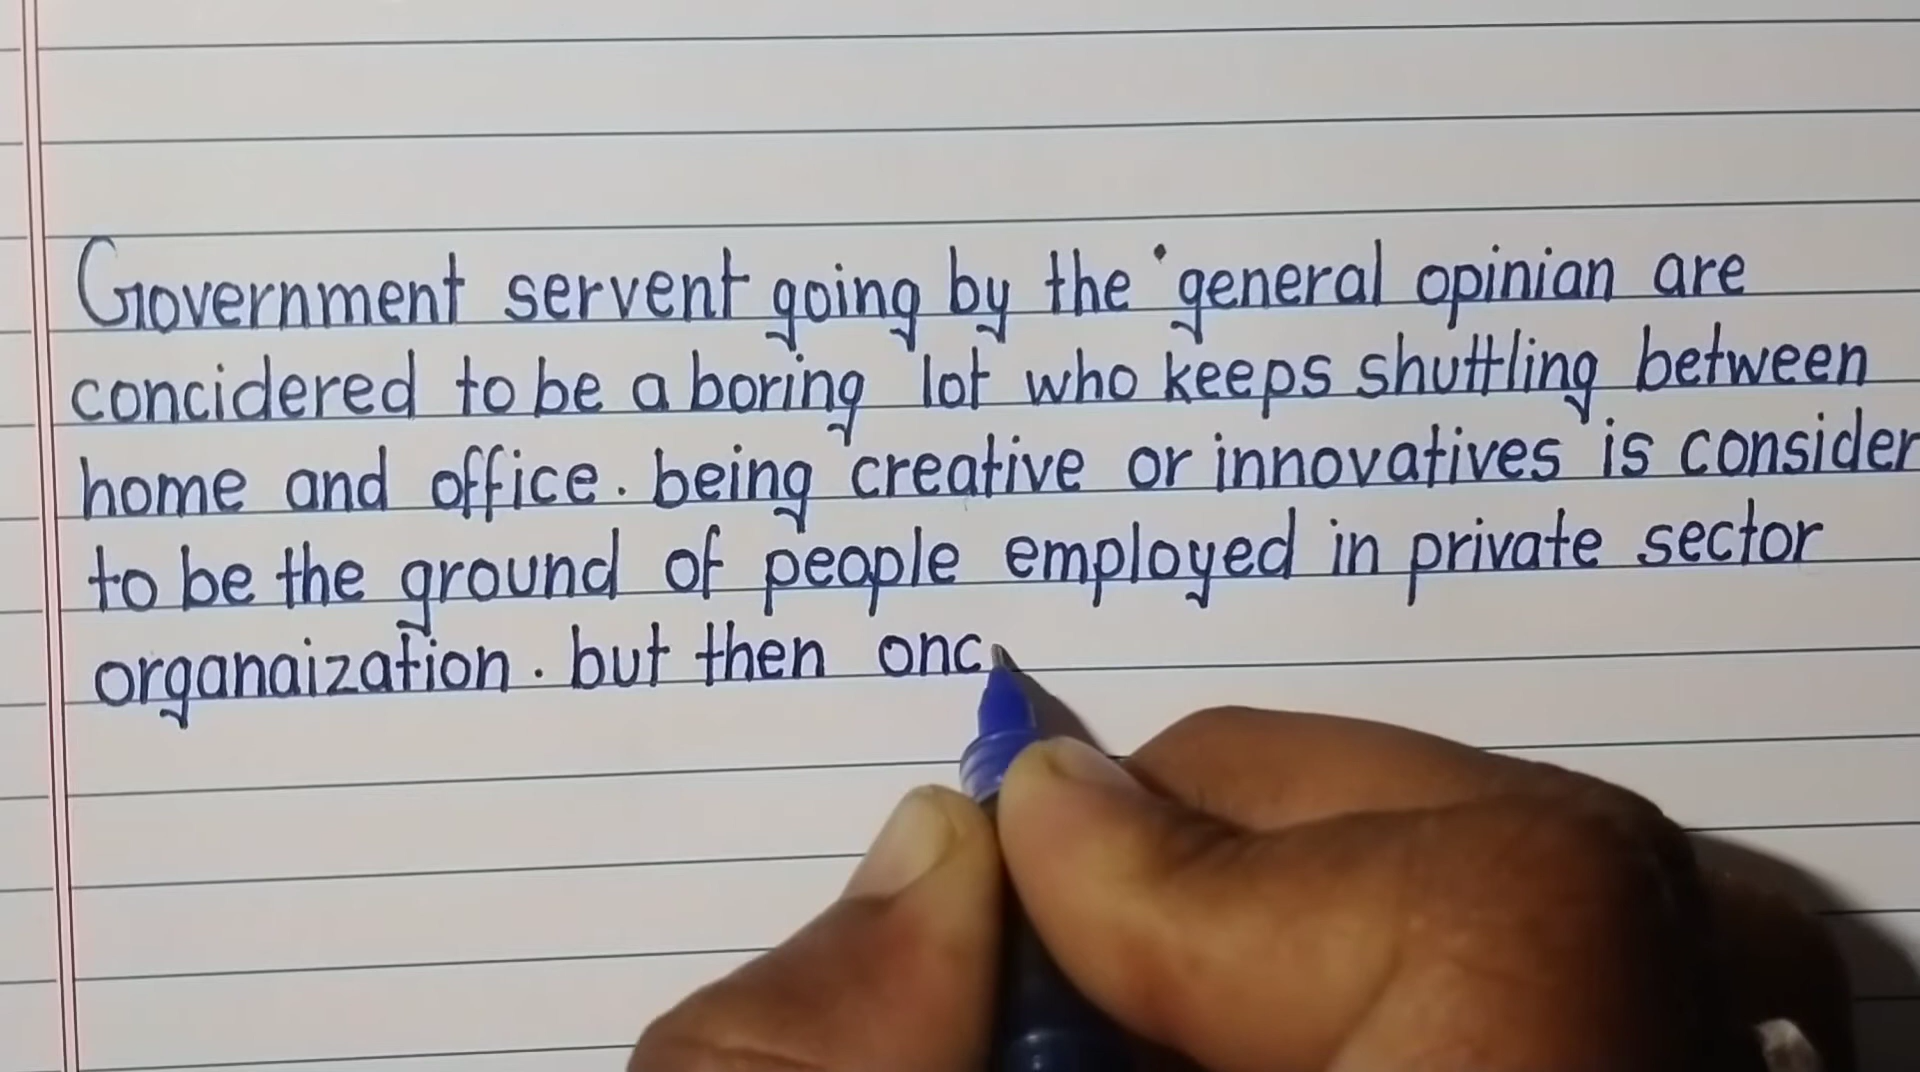 Government servent going by the general opinian are
concidered to be a boring lot who keeps shuttling between
home and office. being creative or innovatives is consider
to be the ground of people employed in private sector
organaization. but then onc